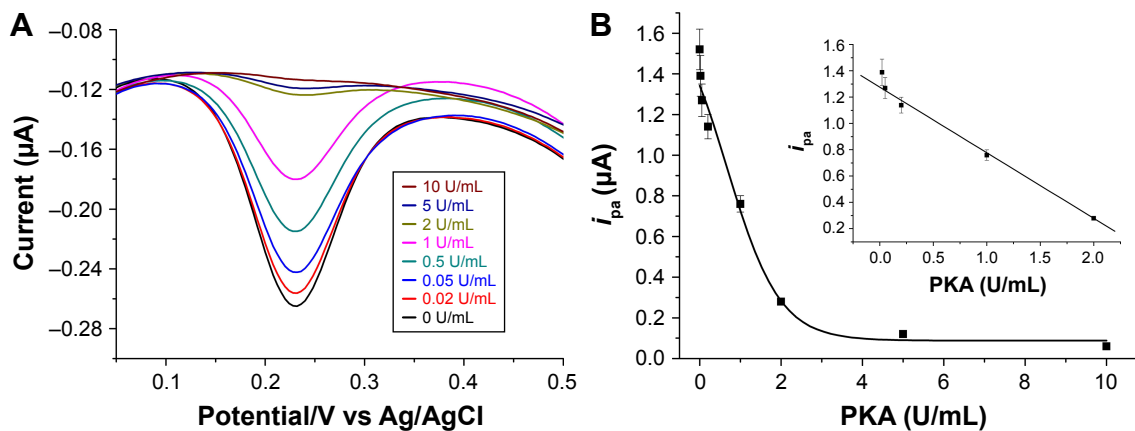 A
−0.08
−0.12
−0.16
−0.20
−0.24
−0.28
Current (µA)
10 U/mL
5 U/mL
2 U/mL
1 U/mL
0.5 U/mL
0.05 U/mL
0.02 U/mL
0 U/mL
0.1 0.2 0.3 0.4 0.5
Potential/V vs Ag/AgCl
B
1.6
1.4
1.2
1.0
0.8
0.6
0.4
0.2
0.0
ipa (µA)
0 2 4 6 8 10
PKA (U/mL)
1.6
1.4
1.2
1.0
0.8
0.6
0.4
0.2
ipa
0.0 0.5 1.0 1.5 2.0
PKA (U/mL)